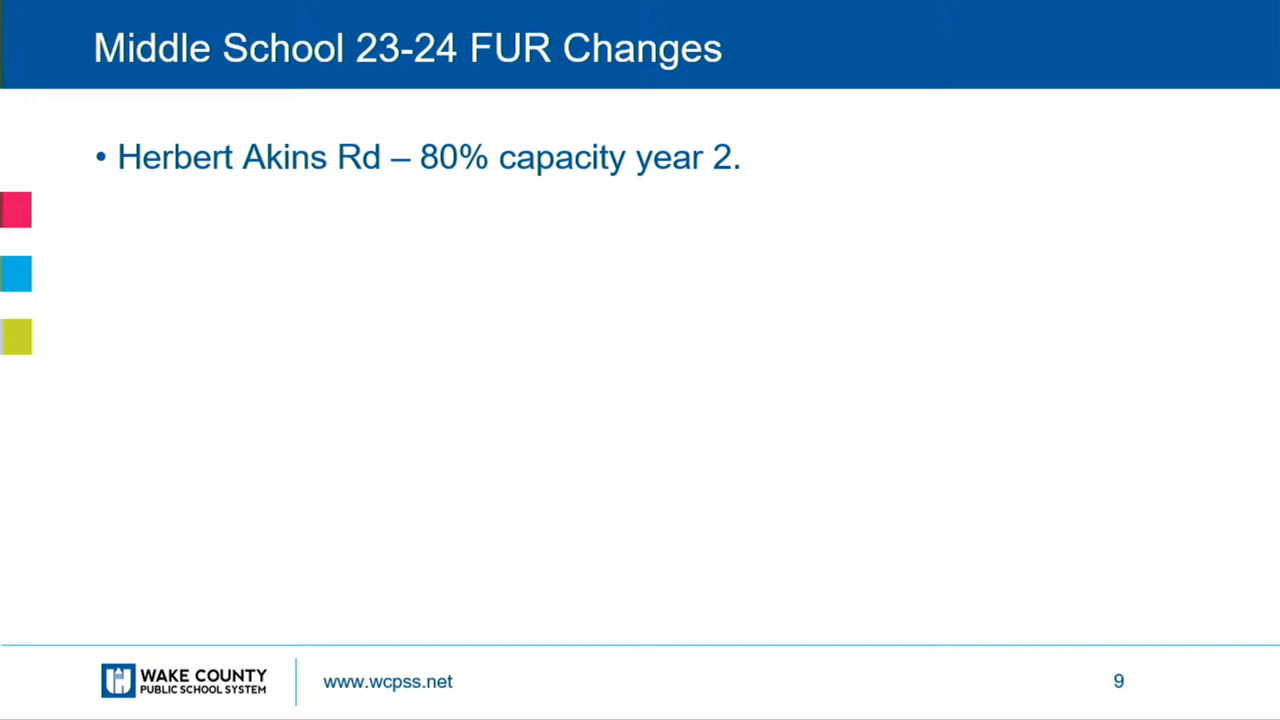 Middle School 23-24 FUR Changes
• Herbert Akins Rd – 80% capacity year 2.
WAKE COUNTY
PUBLIC SCHOOL SYSTEM
www.wcpss.net
9